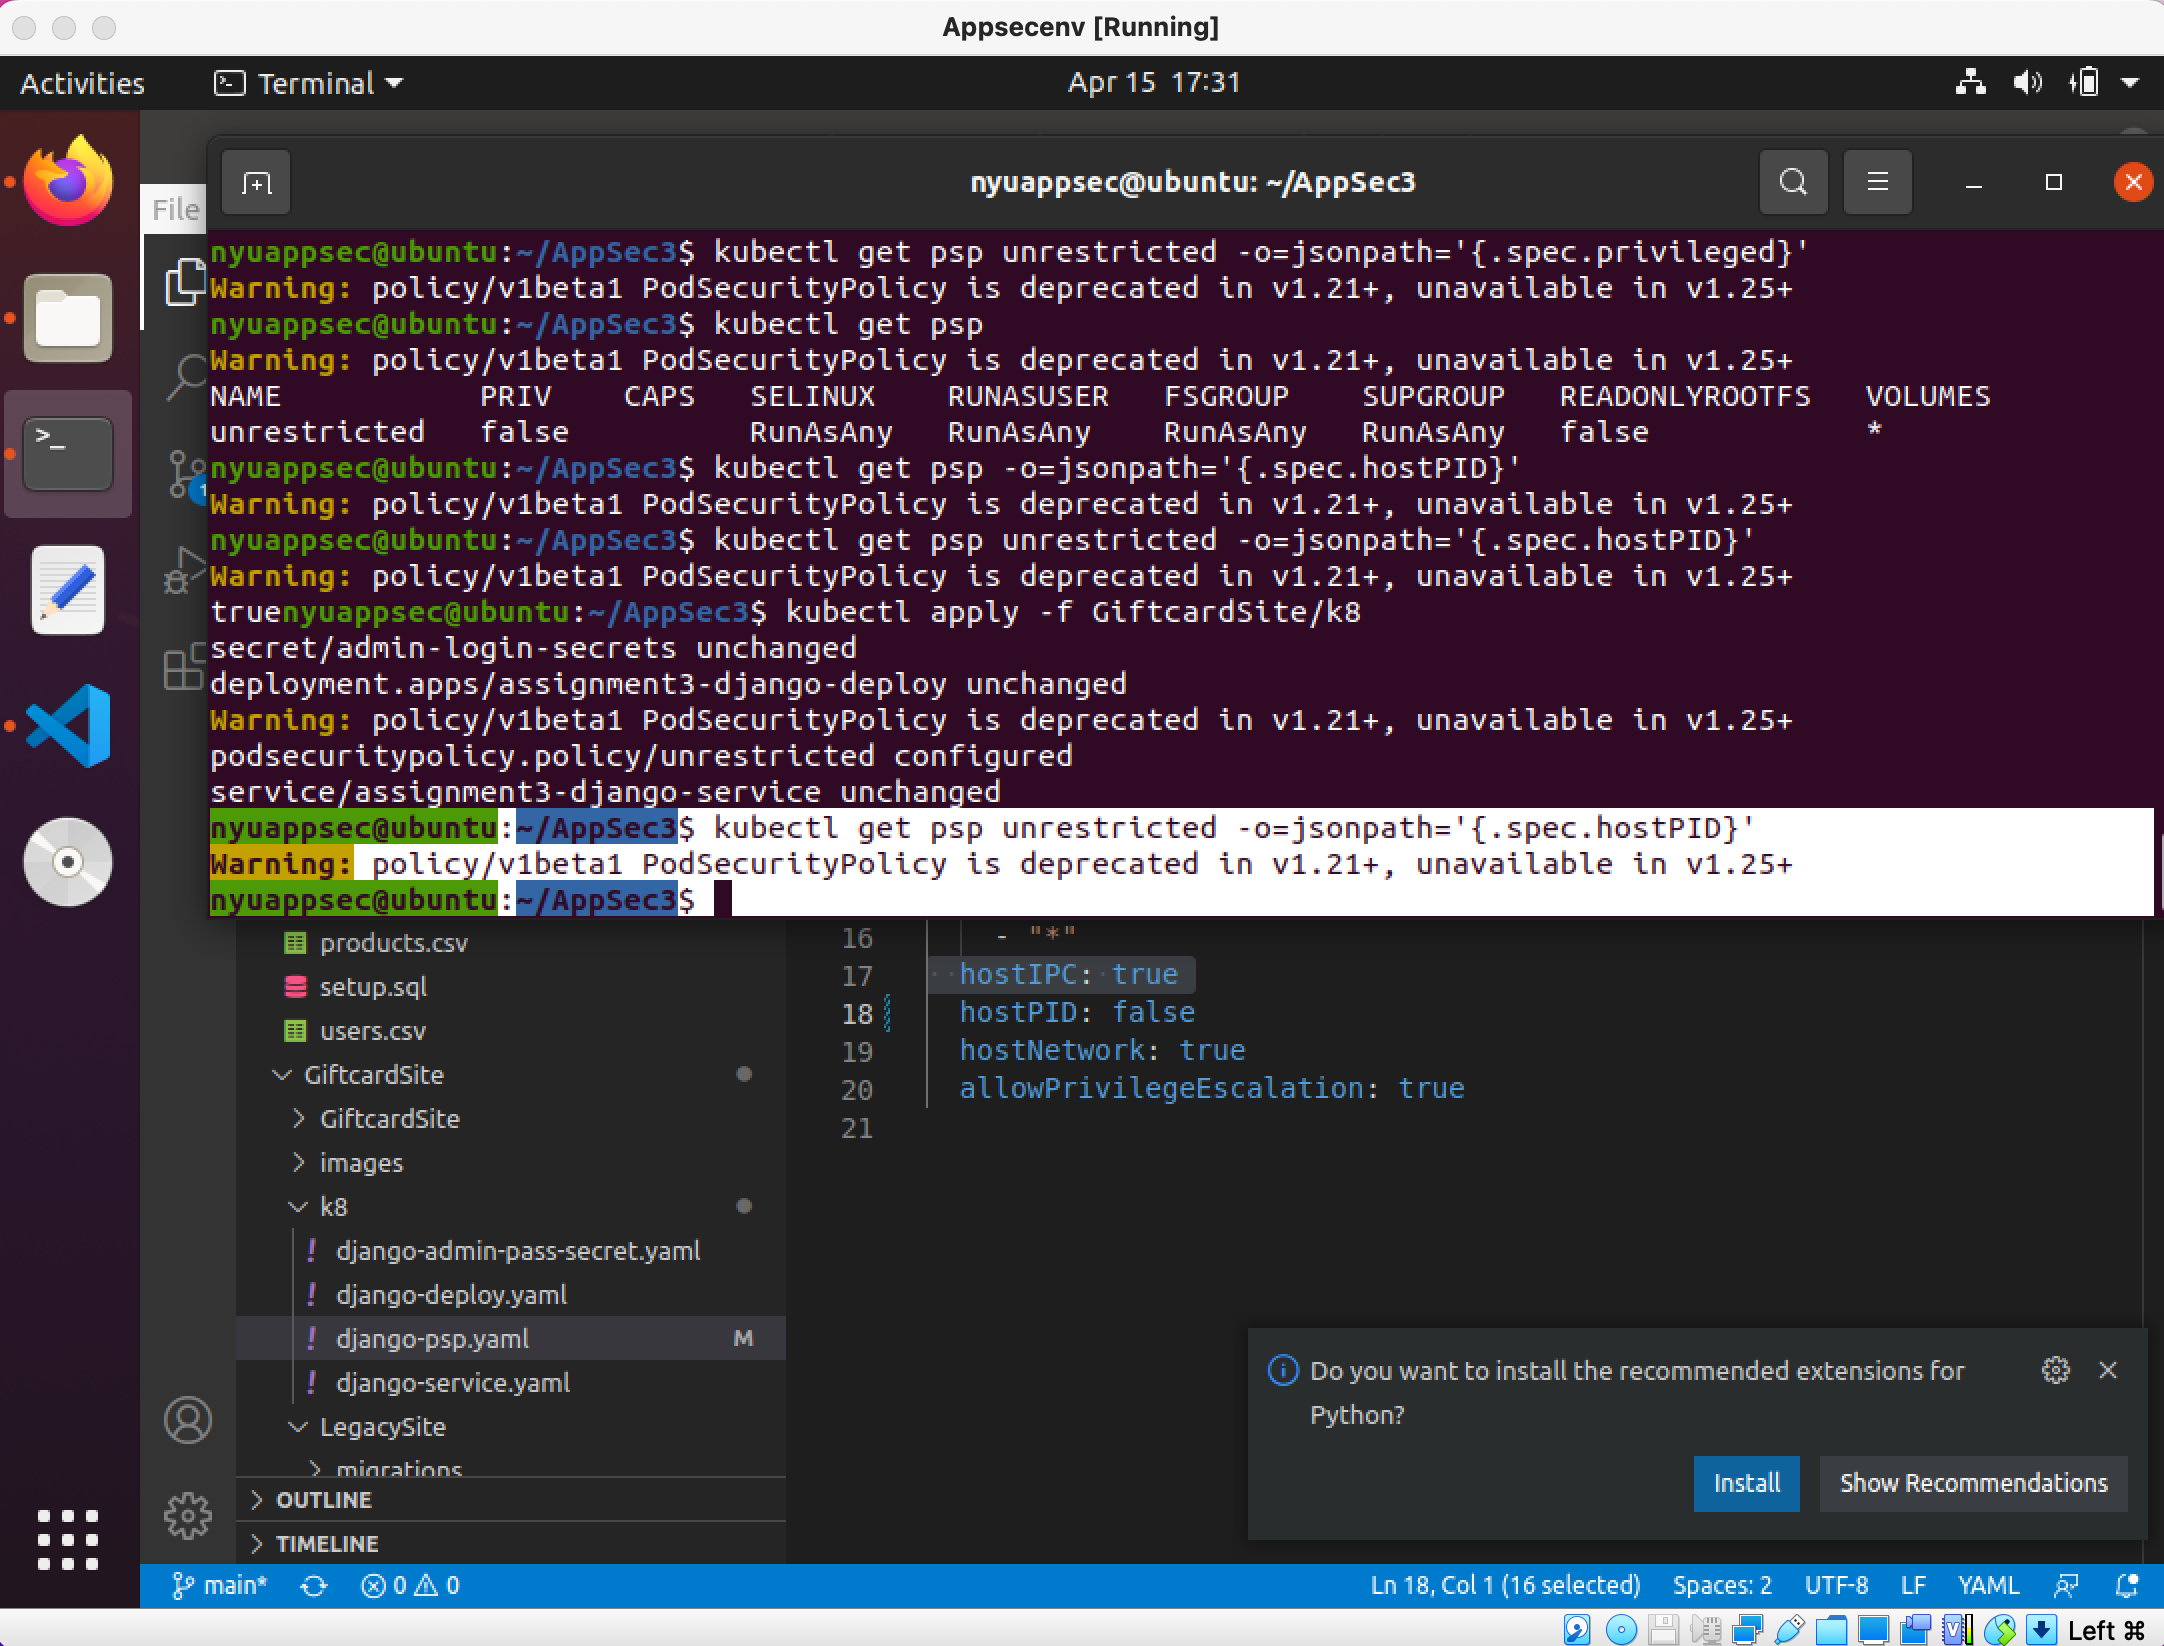 Appsecenv [Running]
Activities
Terminal
Apr 15 17:31
nyuappsec@ubuntu: ~/AppSec3
File
nyuappsec@ubuntu:~/AppSec3$ kubectl get psp unrestricted -o=jsonpath='{.spec.privileged}'
Warning: policy/v1beta1 PodSecurityPolicy is deprecated in v1.21+, unavailable in v1.25+
nyuappsec@ubuntu:~/AppSec3$ kubectl get psp
Warning: policy/v1beta1 PodSecurityPolicy is deprecated in v1.21+, unavailable in v1.25+
NAME PRIV CAPS SELINUX RUNASUSER FSGROUP SUPGROUP READONLYROOTFS VOLUMES
unrestricted false RunAsAny RunAsAny RunAsAny RunAsAny false *
nyuappsec@ubuntu:~/AppSec3$ kubectl get psp -o=jsonpath='{.spec.hostPID}'
Warning: policy/v1beta1 PodSecurityPolicy is deprecated in v1.21+, unavailable in v1.25+
nyuappsec@ubuntu:~/AppSec3$ kubectl get psp unrestricted -o=jsonpath='{.spec.hostPID}'
Warning: policy/v1beta1 PodSecurityPolicy is deprecated in v1.21+, unavailable in v1.25+
truenyuappsec@ubuntu:~/AppSec3$ kubectl apply -f GiftcardSite/k8
secret/admin-login-secrets unchanged
deployment.apps/assignment3-django-deploy unchanged
Warning: policy/v1beta1 PodSecurityPolicy is deprecated in v1.21+, unavailable in v1.25+
podsecuritypolicy.policy/unrestricted configured
service/assignment3-django-service unchanged
nyuappsec@ubuntu:~/AppSec3$ kubectl get psp unrestricted -o=jsonpath='{.spec.hostPID}'
Warning: policy/v1beta1 PodSecurityPolicy is deprecated in v1.21+, unavailable in v1.25+
nyuappsec@ubuntu:~/AppSec3$
products.csv
setup.sql
users.csv
GiftcardSite
GiftcardSite
images
k8
django-admin-pass-secret.yaml
django-deploy.yaml
django-psp.yaml M
django-service.yaml
LegacySite
migrations
OUTLINE
TIMELINE
16 - "*"
17 hostIPC: true
18 hostPID: false
19 hostNetwork: true
20 allowPrivilegeEscalation: true
21
Do you want to install the recommended extensions for
Python?
Install
Show Recommendations
main* 0 0
Ln 18, Col 1 (16 selected) Spaces: 2 UTF-8 LF YAML
Left ⌘